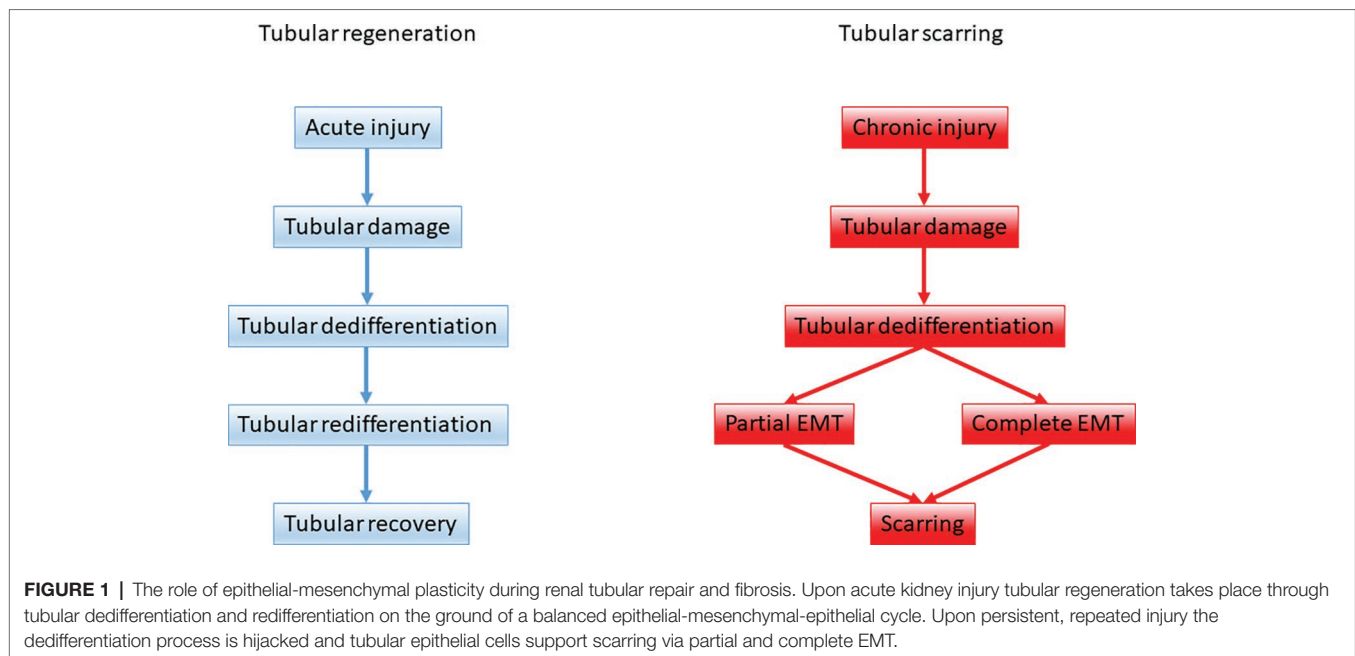 Tubular regeneration
Tubular scarring
Acute injury
Chronic injury
Tubular damage
Tubular damage
Tubular dedifferentiation
Tubular dedifferentiation
Tubular redifferentiation
Partial EMT
Complete EMT
Tubular recovery
Scarring
FIGURE 1 | The role of epithelial-mesenchymal plasticity during renal tubular repair and fibrosis. Upon acute kidney injury tubular regeneration takes place through
tubular dedifferentiation and redifferentiation on the ground of a balanced epithelial-mesenchymal-epithelial cycle. Upon persistent, repeated injury the
dedifferentiation process is hijacked and tubular epithelial cells support scarring via partial and complete EMT.